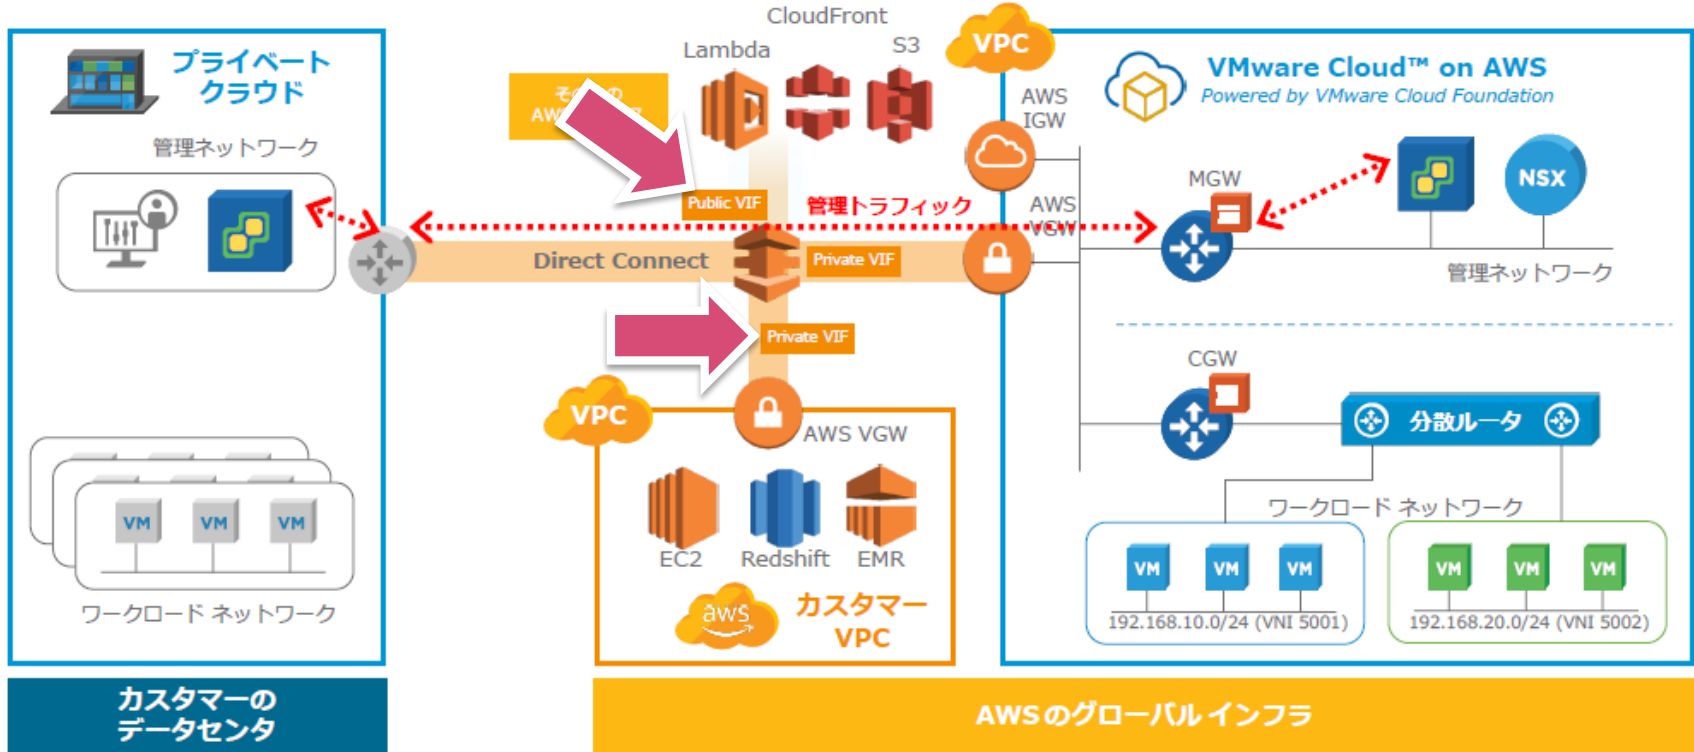 プライベート
クラウド
管理ネットワーク
VM
VM
VM
ワークロード ネットワーク
カスタマーの
データセンタ
CloudFront
Lambda
S3
Public VIF
管理トラフィック
Direct Connect
Private VIF
Private VIF
VPC
AWS VGW
EC2
Redshift
EMR
aws
カスタマー
VPC
VPC
VMware Cloud™ on AWS
Powered by VMware Cloud Foundation
AWS
IGW
AWS
VGW
MGW
NSX
管理ネットワーク
CGW
分散ルータ
ワークロード ネットワーク
VM
VM
VM
192.168.10.0/24 (VNI 5001)
VM
VM
VM
192.168.20.0/24 (VNI 5002)
AWSのグローバル インフラ